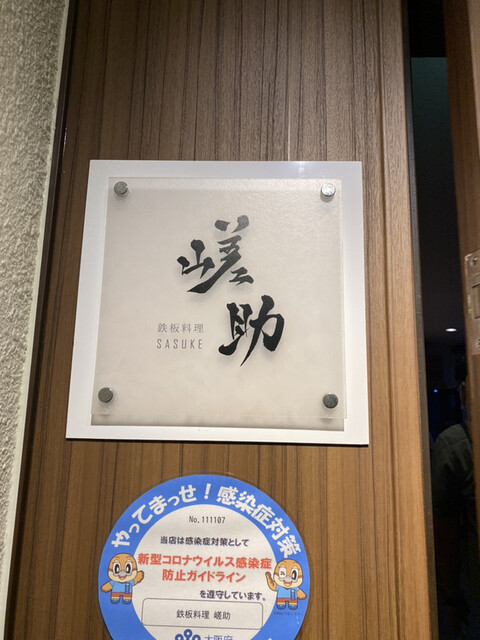 嵯助
鉄板料理
SASUKE
やってまっせ！感染症対策
No. 111107
当店は感染症対策として
新型コロナウイルス感染症
防止ガイドライン
を遵守しています。
鉄板料理 嵯助
大阪府